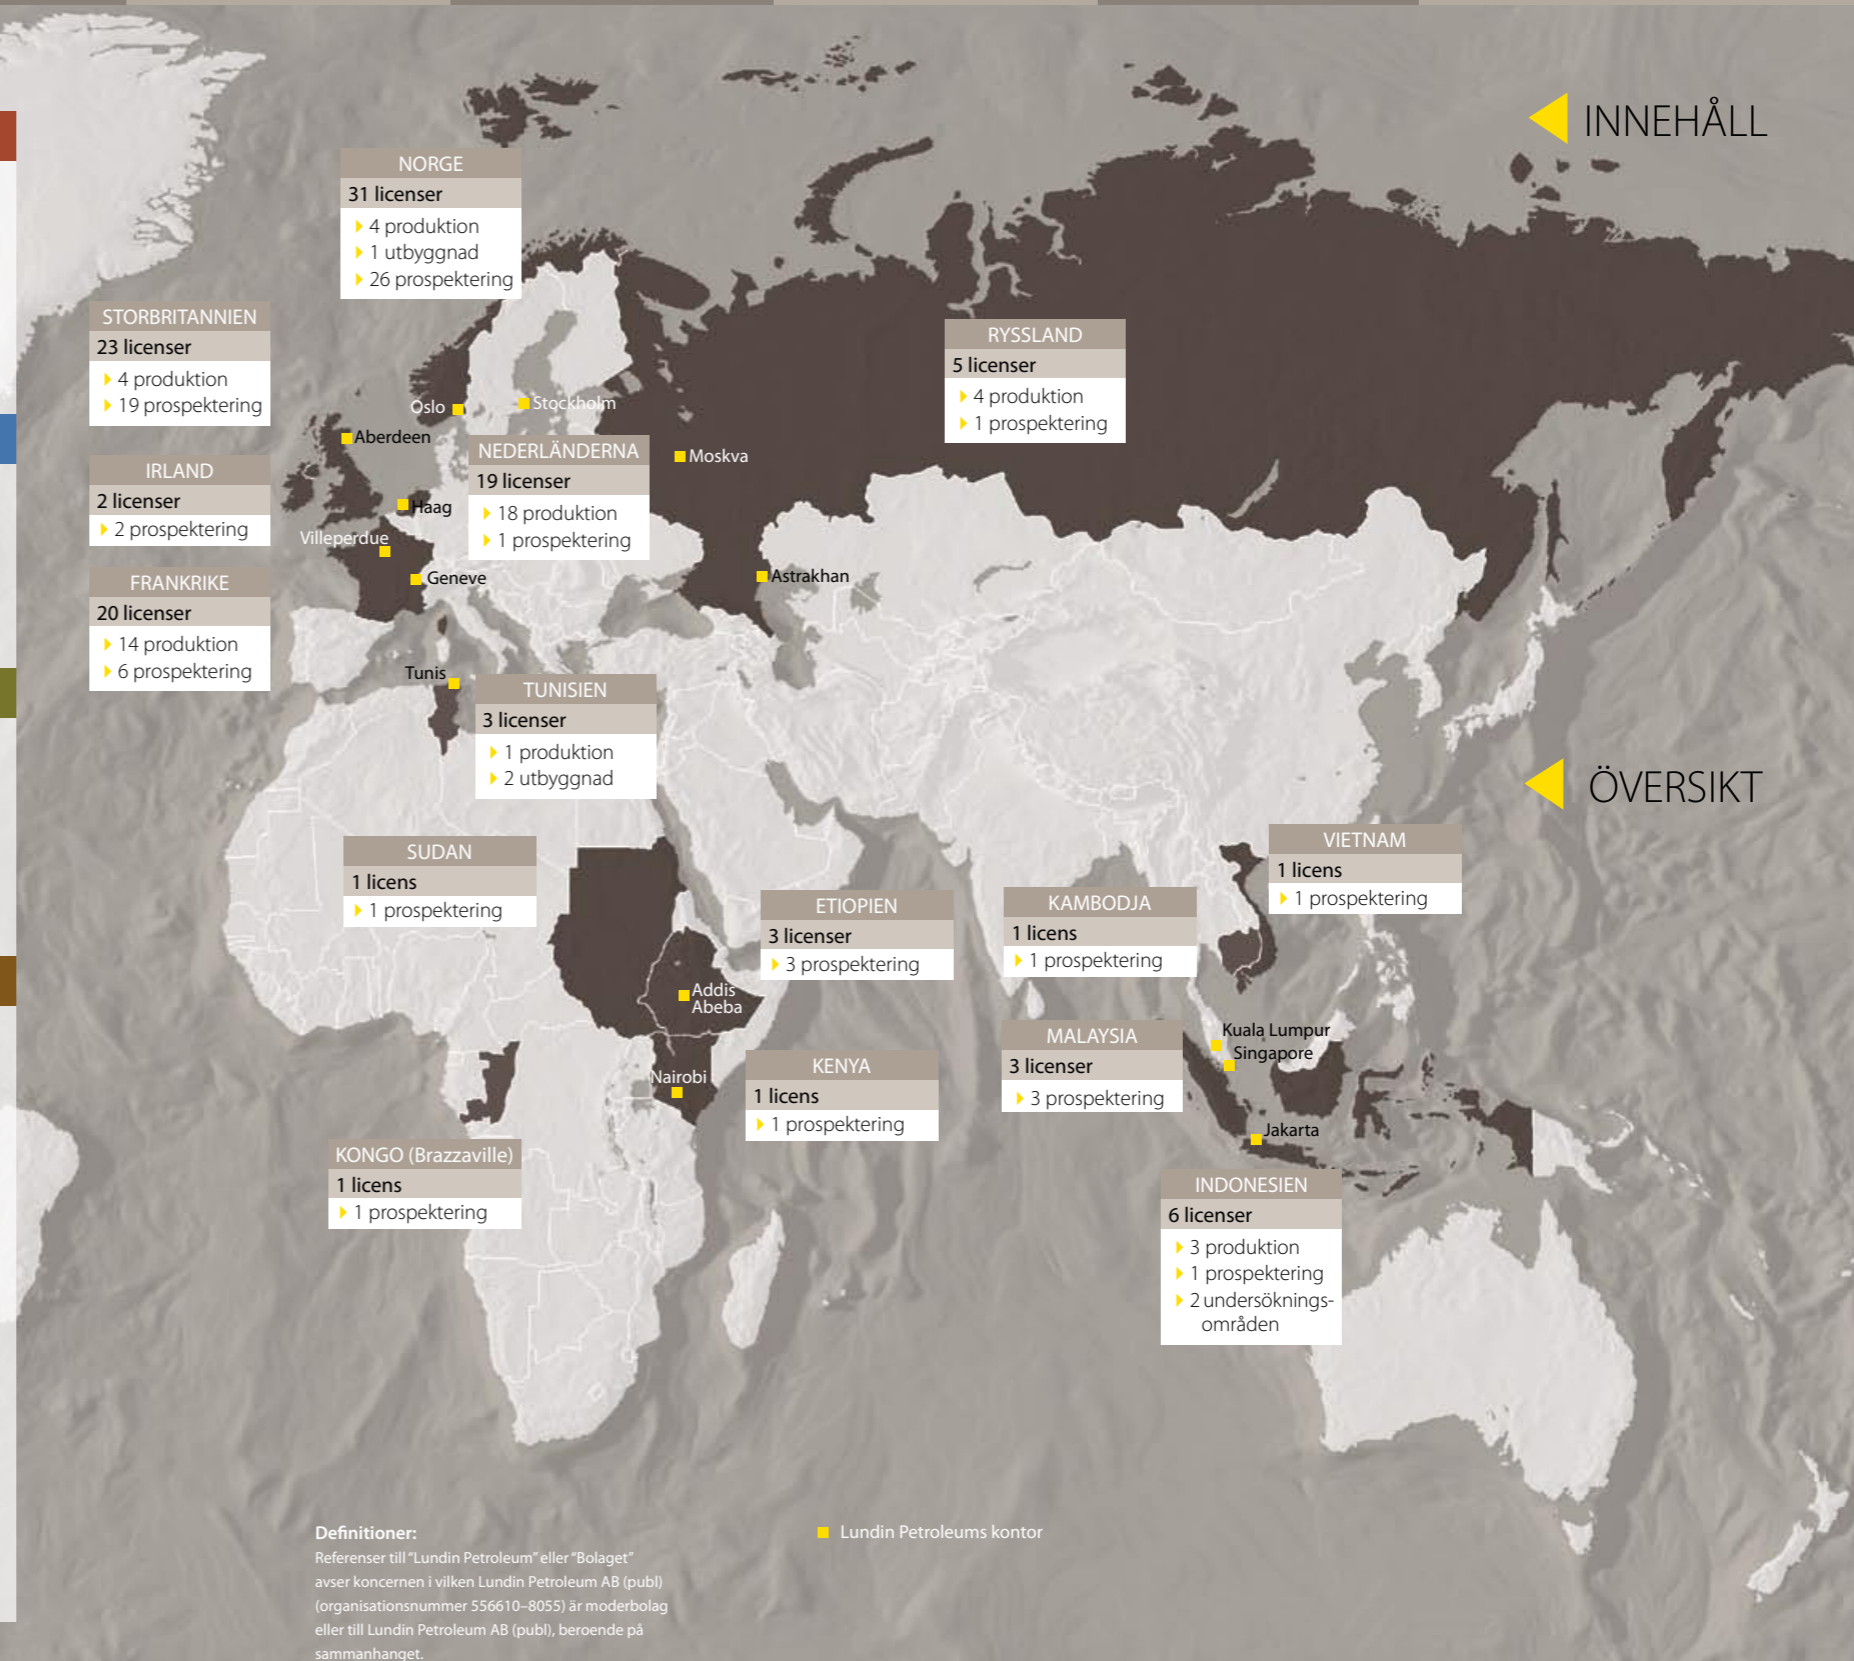 INNEHÅLL
NORGE
31 licenser
4 produktion
1 utbyggnad
26 prospektering
STORBRITANNIEN
23 licenser
4 produktion
19 prospektering
RYSSLAND
5 licenser
4 produktion
1 prospektering
Oslo
Stockholm
Aberdeen
Moskva
NEDERLÄNDERNA
19 licenser
18 produktion
1 prospektering
IRLAND
2 licenser
2 prospektering
Haag
Villeperdue
Geneve
Astrakhan
FRANKRIKE
20 licenser
14 produktion
6 prospektering
Tunis
TUNISIEN
3 licenser
1 produktion
2 utbyggnad
ÖVERSIKT
SUDAN
1 licens
1 prospektering
VIETNAM
1 licens
1 prospektering
ETIOPIEN
3 licenser
3 prospektering
KAMBODJA
1 licens
1 prospektering
Addis
Abeba
Kuala Lumpur
Singapore
MALAYSIA
3 licenser
3 prospektering
Nairobi
KENYA
1 licens
1 prospektering
Jakarta
KONGO (Brazzaville)
1 licens
1 prospektering
INDONESIEN
6 licenser
3 produktion
1 prospektering
2 undersöknings-
områden
Definitioner:
Referenser till "Lundin Petroleum" eller "Bolaget"
avser koncernen i vilken Lundin Petroleum AB (publ)
(organisationsnummer 556610–8055) är moderbolag
eller till Lundin Petroleum AB (publ), beroende på
sammanhanget.
Lundin Petroleums kontor